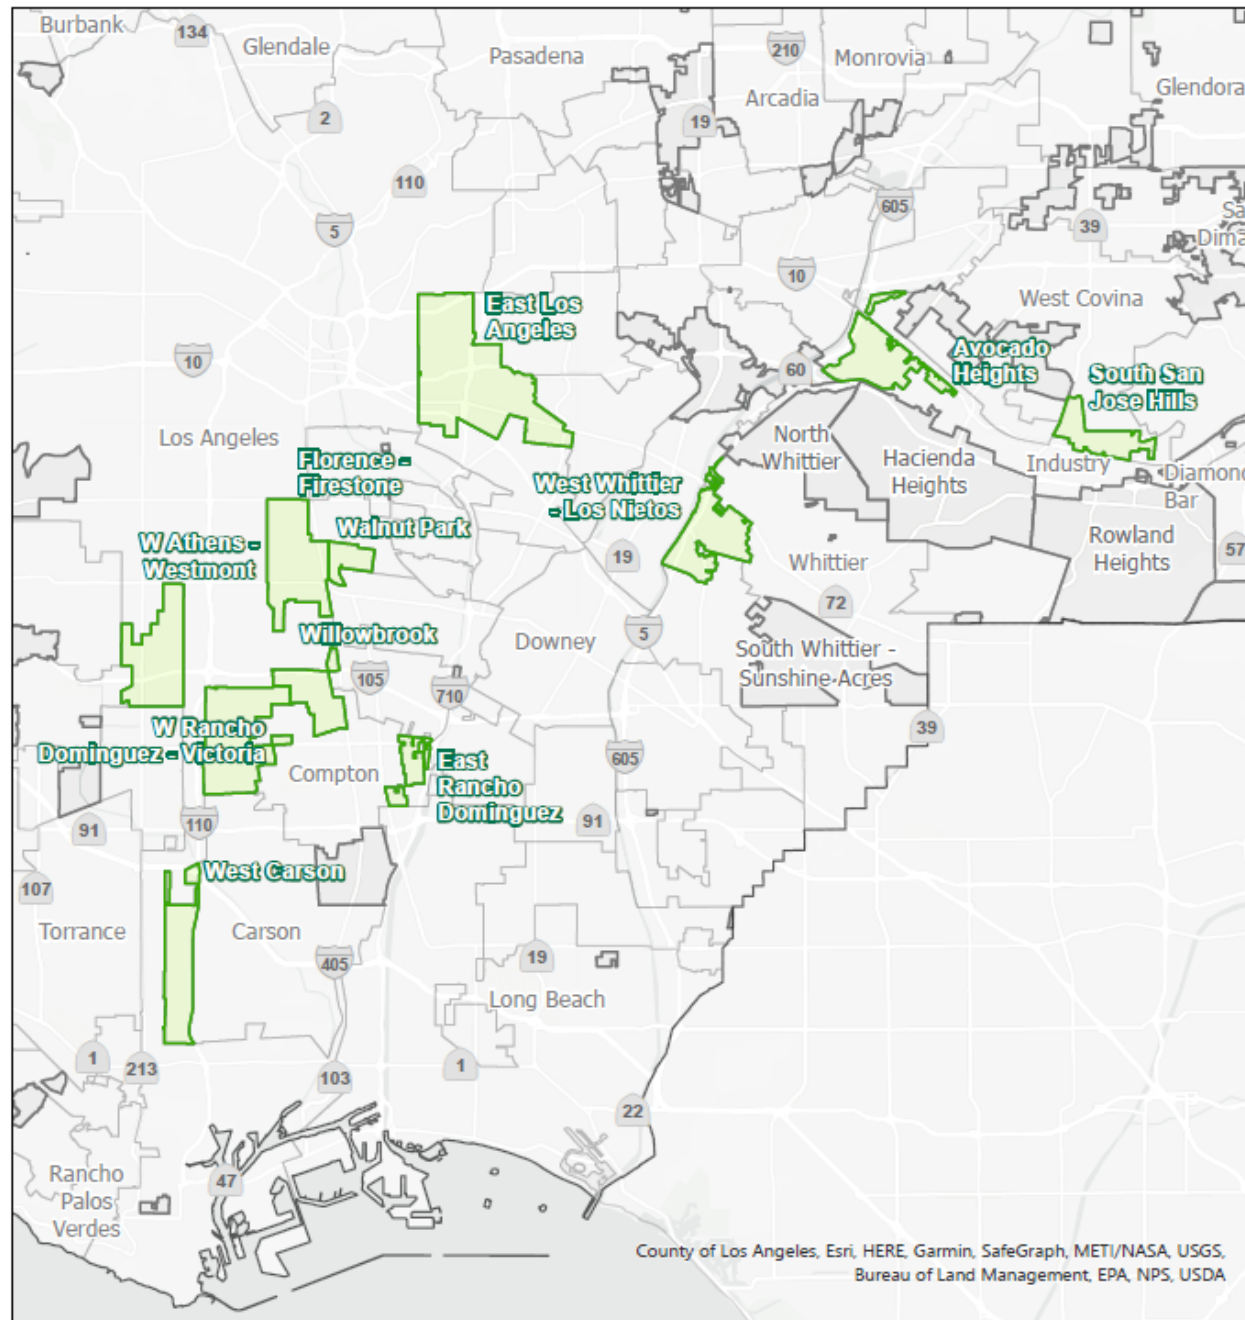 Burbank
134
Glendale
Pasadena
210
Monrovia
Glendora
Arcadia
2
19
110
605
5
39
Sa
Dima
10
West Covina
East Los
Angeles
Avocado
Heights
10
60
South San
Jose Hills
Los Angeles
North
Whittier
Hacienda
Heights
Industry
Diamond
Bar
Florence -
Firestone
West Whittier
- Los Nietos
Walnut Park
W Athens -
Westmont
19
Whittier
Rowland
Heights
57
72
Willowbrook
Downey
5
South Whittier -
Sunshine Acres
105
710
39
W Rancho
Dominguez - Victoria
Compton
East
Rancho
Dominguez
605
91
110
91
West Carson
107
Torrance
Carson
405
19
Long Beach
1
213
103
1
22
47
Rancho
Palos
Verdes
County of Los Angeles, Esri, HERE, Garmin, SafeGraph, METI/NASA, USGS,
Bureau of Land Management, EPA, NPS, USDA